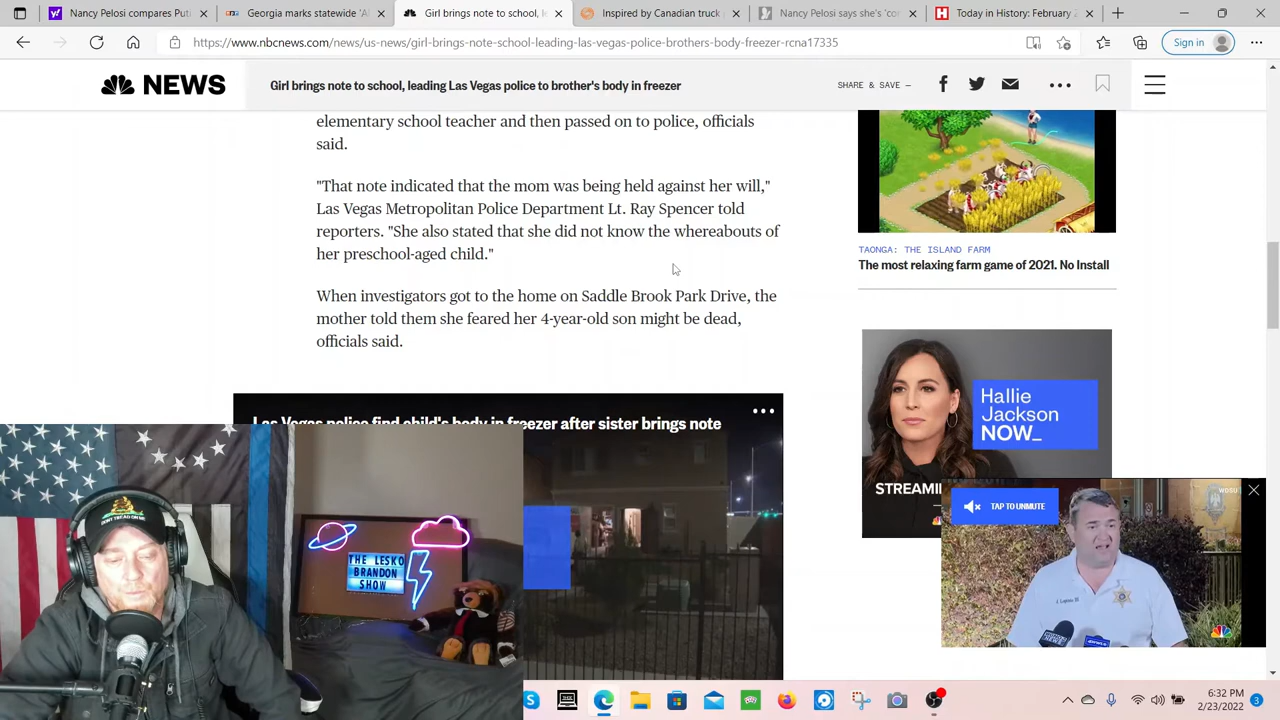 Nancy Pelosi compares Put
Georgia marks statewide 'A
Girl brings note to school,
Inspired by Canadian truck
Nancy Pelosi says she's 'co
Today in History: February 2
https://www.nbcnews.com/news/us-news/girl-brings-note-school-leading-las-vegas-police-brothers-body-freezer-rcna17335
Sign in
NEWS
Girl brings note to school, leading Las Vegas police to brother's body in freezer
SHARE & SAVE —
elementary school teacher and then passed on to police, officials
said.
"That note indicated that the mom was being held against her will,"
Las Vegas Metropolitan Police Department Lt. Ray Spencer told
reporters. "She also stated that she did not know the whereabouts of
her preschool-aged child."
When investigators got to the home on Saddle Brook Park Drive, the
mother told them she feared her 4-year-old son might be dead,
officials said.
Las Vegas police find child's body in freezer after sister brings note
TAONGA: THE ISLAND FARM
The most relaxing farm game of 2021. No Install
Hallie
Jackson
NOW_
STREAMI
TAP TO UNMUTE
DON'T TREAD ON ME
THE LESKO
BRANDON
SHOW
6:32 PM
2/23/2022
3